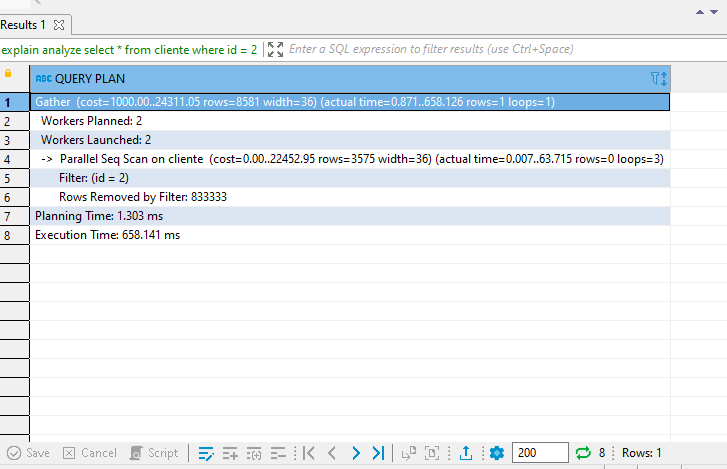 Results 1
explain analyze select * from cliente where id = 2
Enter a SQL expression to filter results (use Ctrl+Space)
ABC QUERY PLAN
1 Gather (cost=1000.00..24311.05 rows=8581 width=36) (actual time=0.871..658.126 rows=1 loops=1)
2 Workers Planned: 2
3 Workers Launched: 2
4 -> Parallel Seq Scan on cliente (cost=0.00..22452.95 rows=3575 width=36) (actual time=0.007..63.715 rows=0 loops=3)
5 Filter: (id = 2)
6 Rows Removed by Filter: 833333
7 Planning Time: 1.303 ms
8 Execution Time: 658.141 ms
Save Cancel Script 200 8 Rows: 1